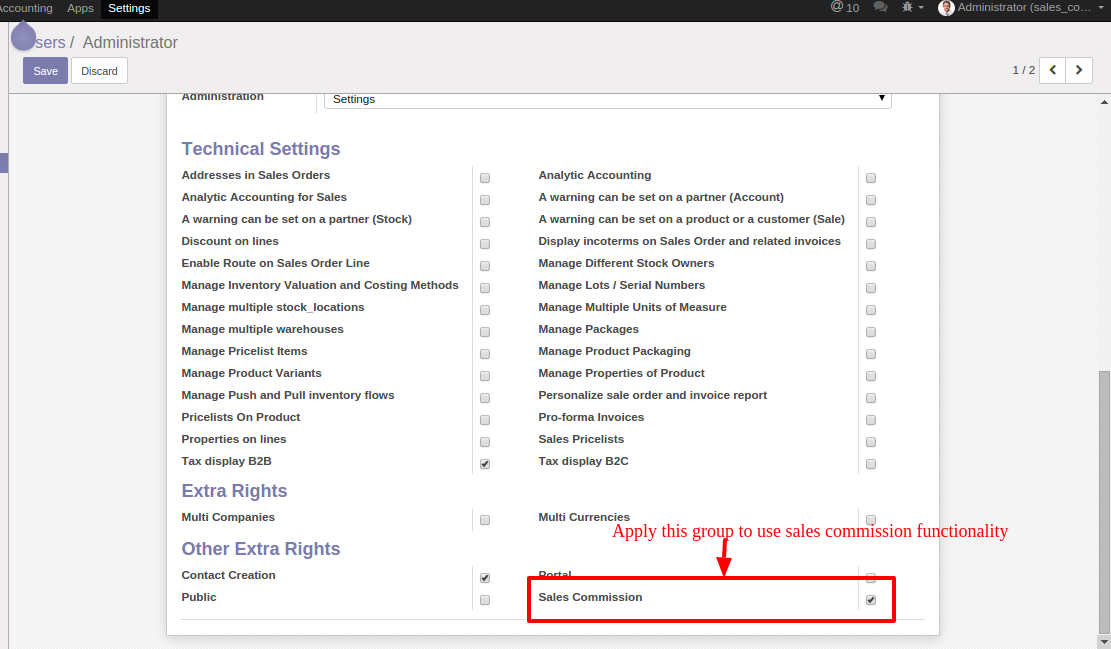 Accounting Apps Settings @ 10 Administrator (sales_co...
sers / Administrator
Save Discard 1 / 2
Administration Settings
Technical Settings
Addresses in Sales Orders Analytic Accounting
Analytic Accounting for Sales A warning can be set on a partner (Account)
A warning can be set on a partner (Stock) A warning can be set on a product or a customer (Sale)
Discount on lines Display incoterms on Sales Order and related invoices
Enable Route on Sales Order Line Manage Different Stock Owners
Manage Inventory Valuation and Costing Methods Manage Lots / Serial Numbers
Manage multiple stock_locations Manage Multiple Units of Measure
Manage multiple warehouses Manage Packages
Manage Pricelist Items Manage Product Packaging
Manage Product Variants Manage Properties of Product
Manage Push and Pull inventory flows Personalize sale order and invoice report
Pricelists On Product Pro-forma Invoices
Properties on lines Sales Pricelists
Tax display B2B Tax display B2C
Extra Rights
Multi Companies Multi Currencies
Apply this group to use sales commission functionality
Other Extra Rights
Contact Creation Portal
Public Sales Commission